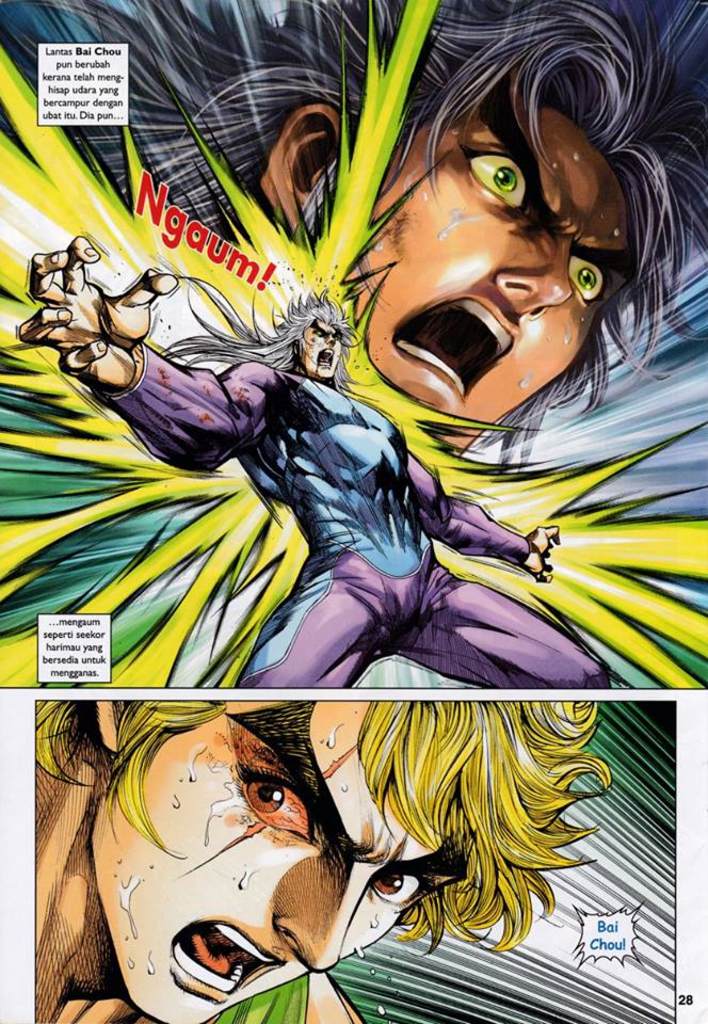 Lantas Bai Chou
pun berubah
kerana telah meng-
hisap udara yang
bercampur dengan
ubat itu. Dia pun...
Ngaum!
...mengaum
seperti seekor
harimau yang
bersedia untuk
mengganas.
Bai
Chou!
28